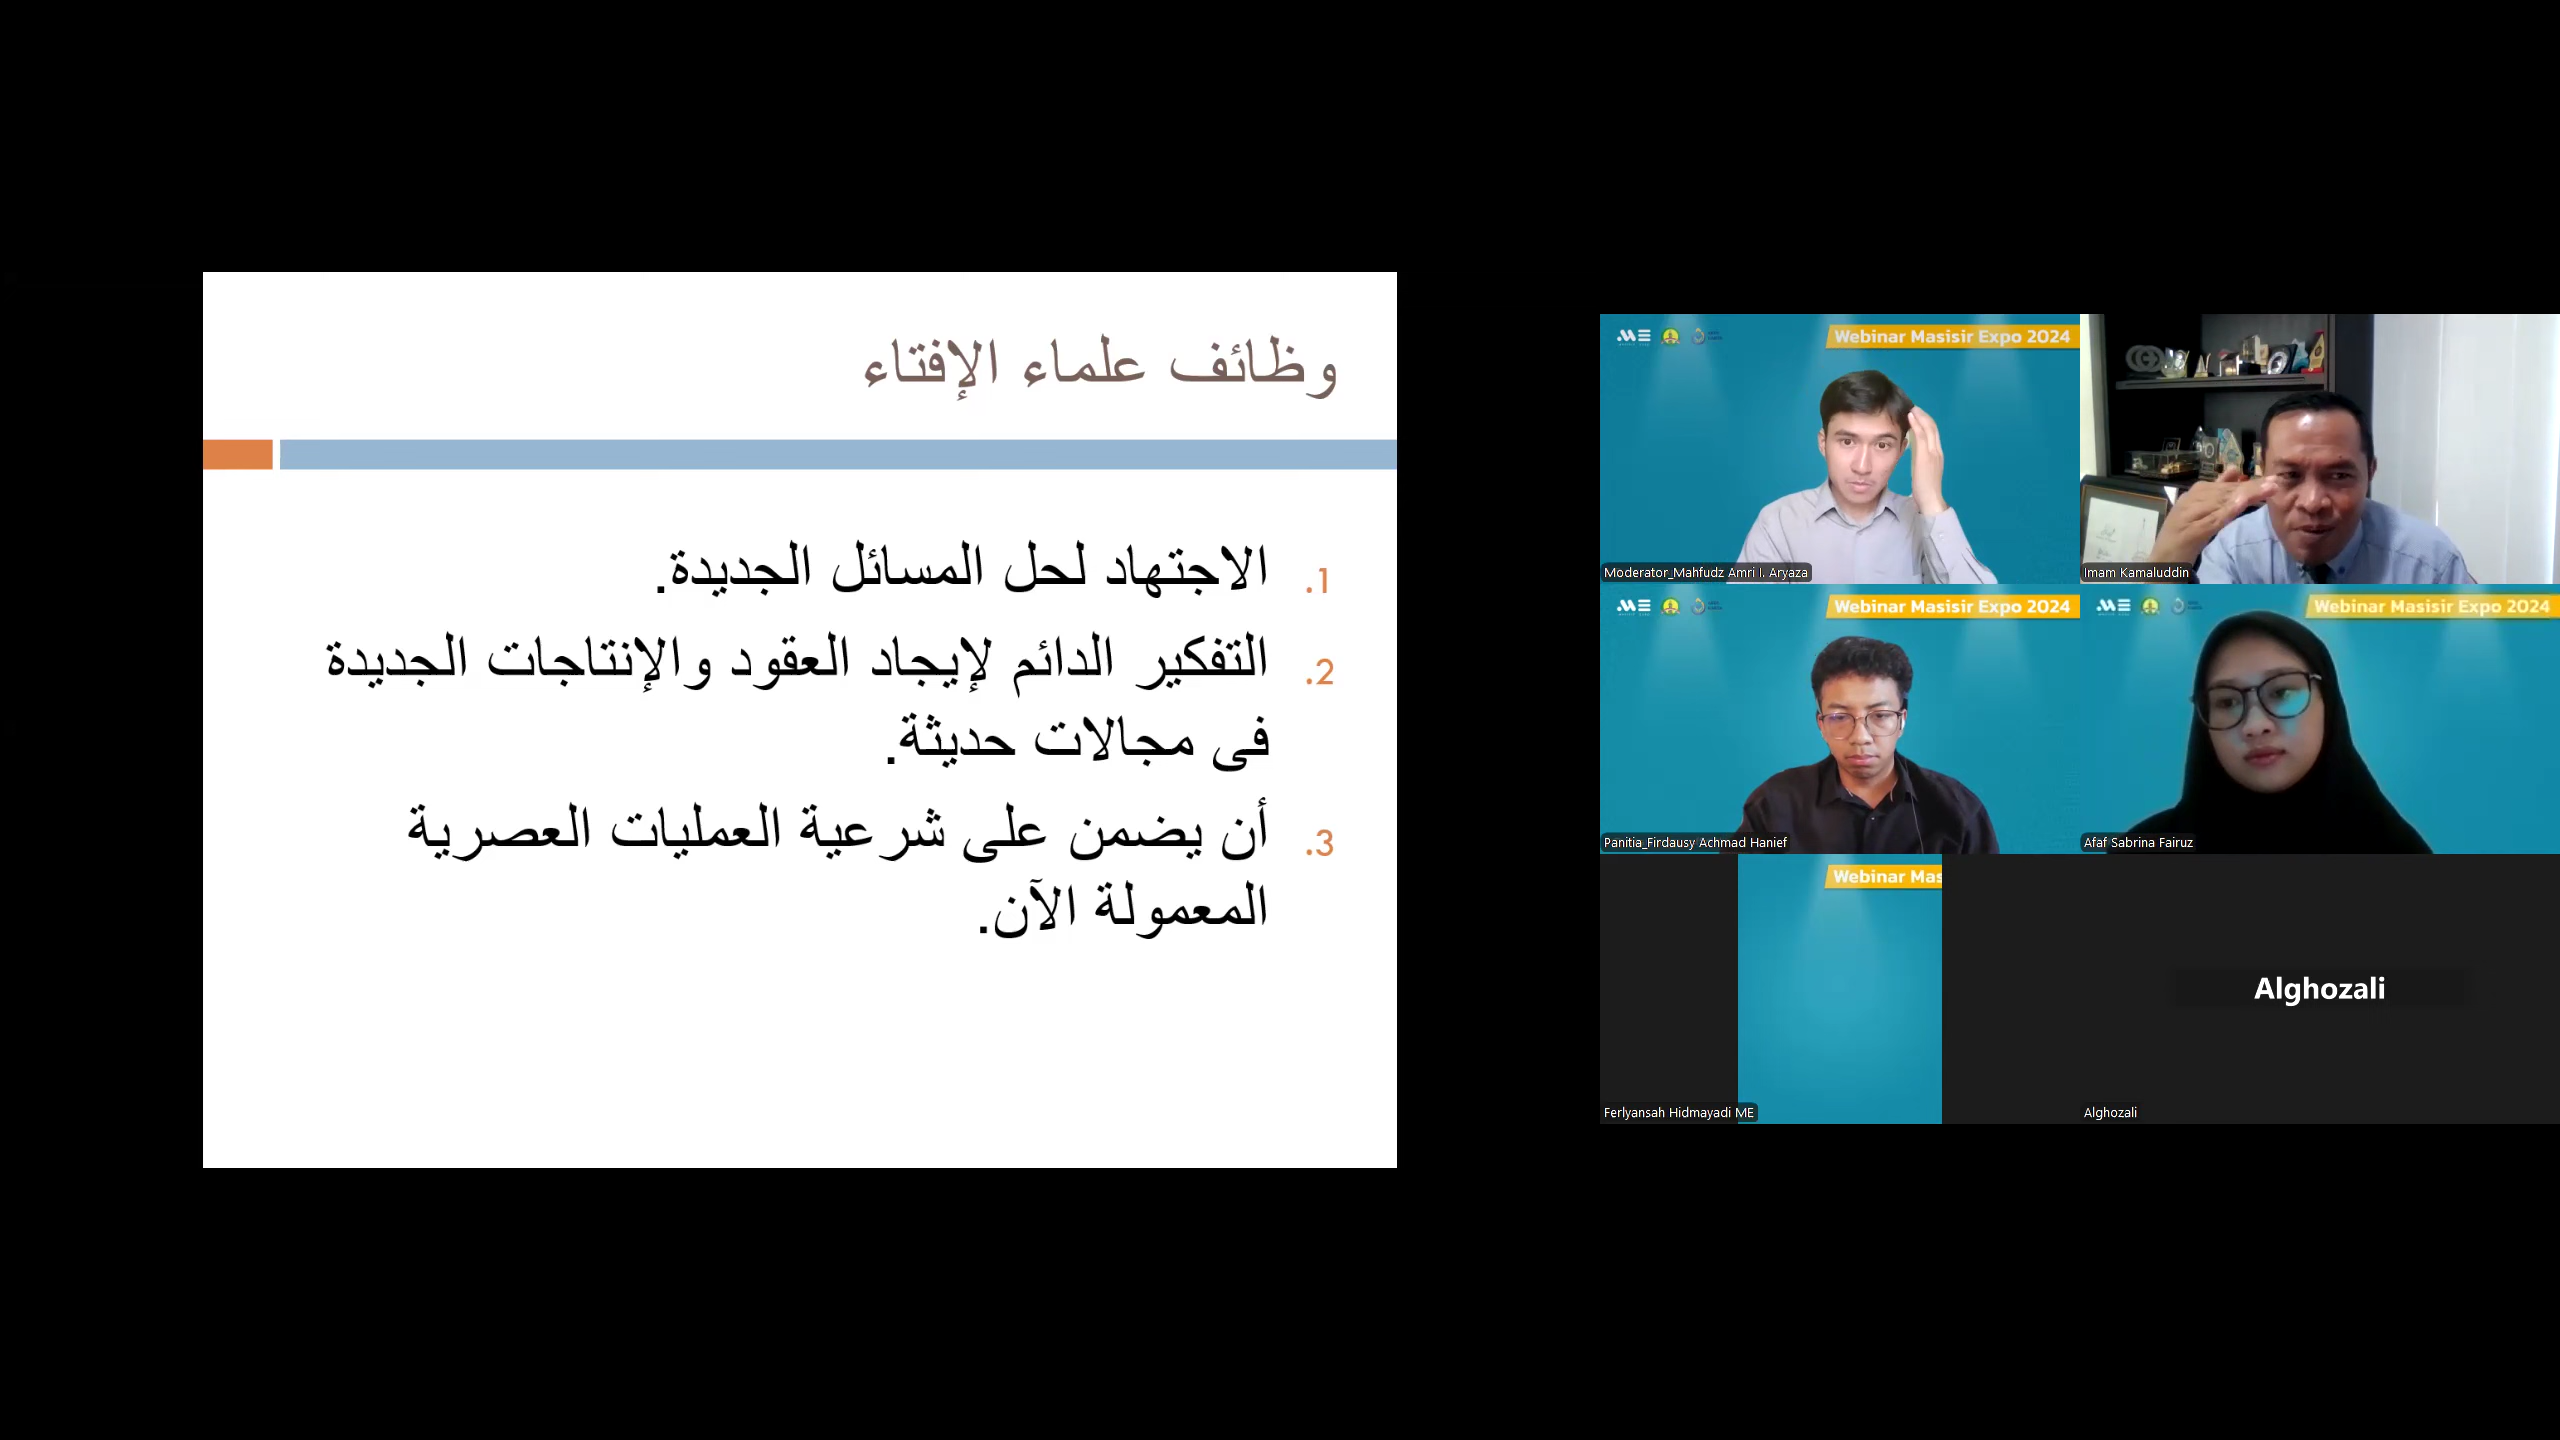 وظائف علماء الإفتاء
1. الاجتهاد لحل المسائل الجديدة.
2. التفكير الدائم لإيجاد العقود والإنتاجات الجديدة
فى مجالات حديثة.
3. أن يضمن على شرعية العمليات العصرية
المعمولة الآن.
Webinar Masisir Expo 2024
Moderator_Mahfudz Amri I. Aryaza
Imam Kamaluddin
Webinar Masisir Expo 2024
Panitia_Firdausy Achmad Hanief
Webinar Masisir Expo 2024
Afaf Sabrina Fairuz
Webinar Mas
Ferlyansah Hidmayadi ME
Alghozali
Alghozali